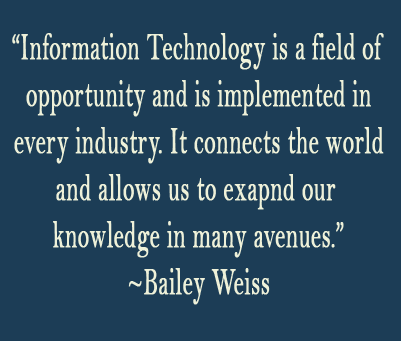 “Information Technology is a field of
opportunity and is implemented in
every industry. It connects the world
and allows us to exapnd our
knowledge in many avenues.”
~Bailey Weiss